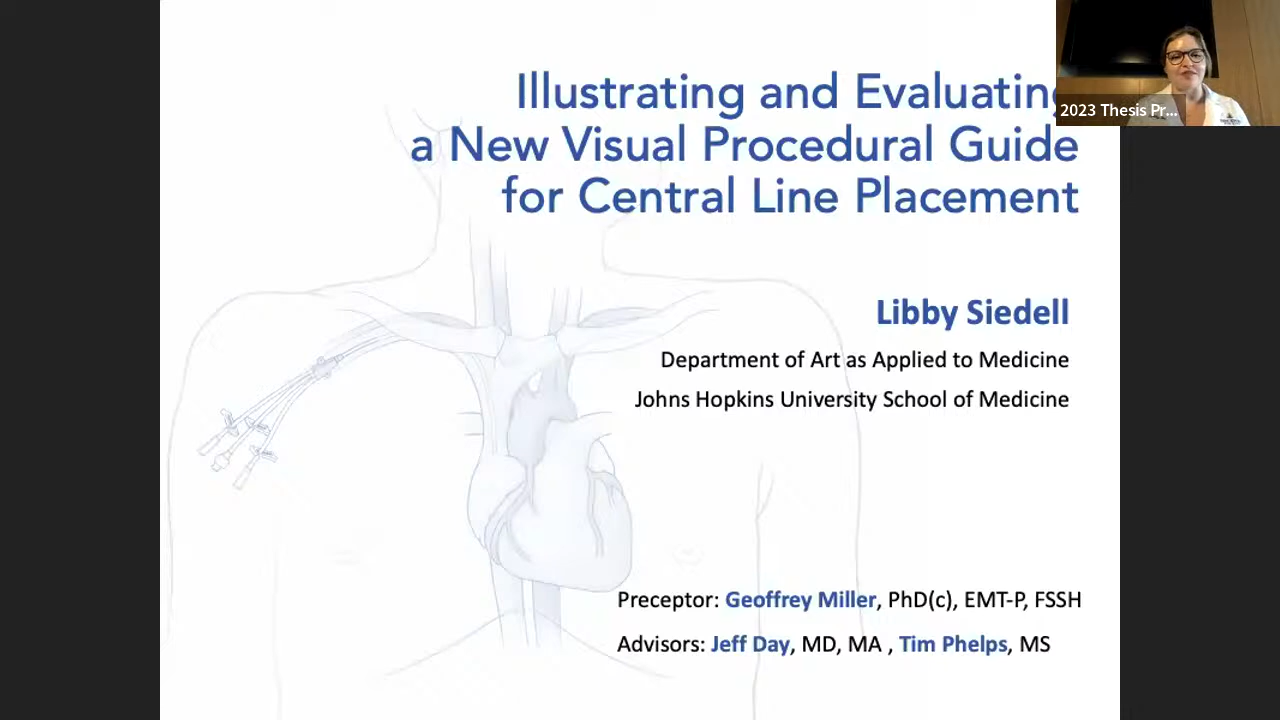 Illustrating and Evaluating
a New Visual Procedural Guide
for Central Line Placement
2023 Thesis Pr...
Libby Siedell
Department of Art as Applied to Medicine
Johns Hopkins University School of Medicine
Preceptor: Geoffrey Miller, PhD(c), EMT-P, FSSH
Advisors: Jeff Day, MD, MA , Tim Phelps, MS